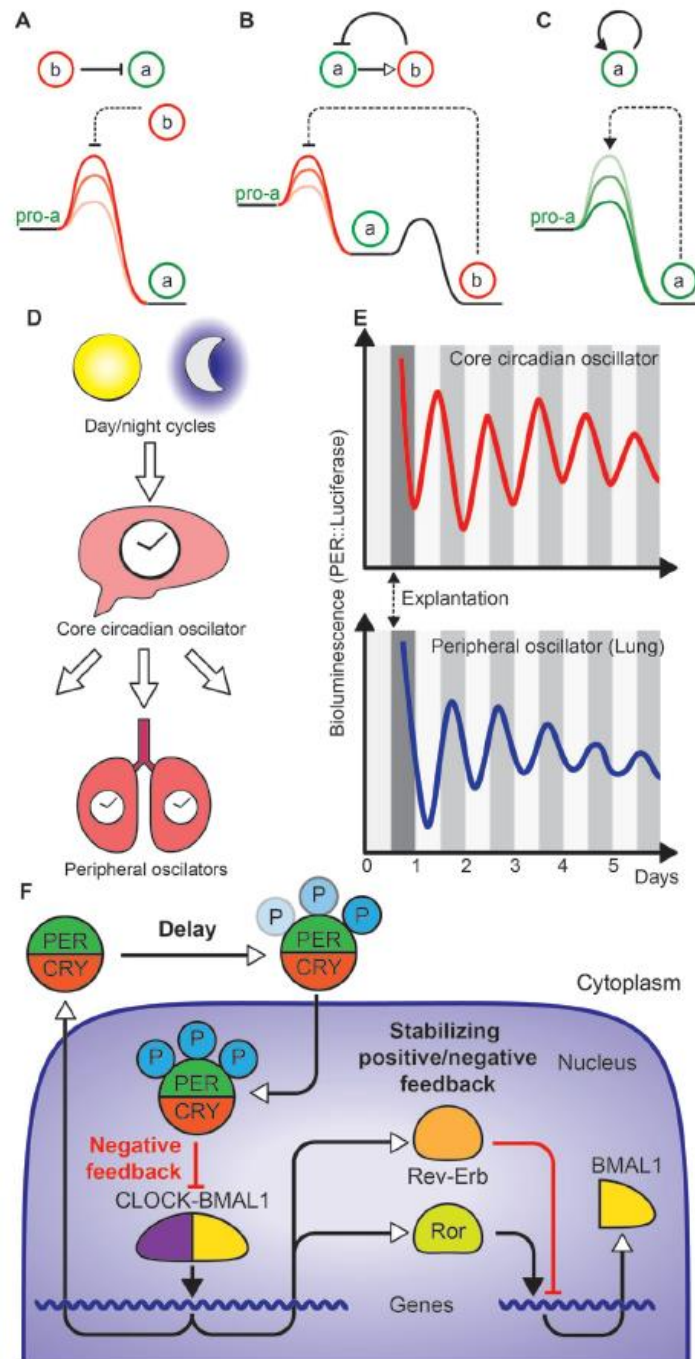 A
b
a
b
pro-a
a
B
a
b
pro-a
a
b
C
a
pro-a
a
D
Day/night cycles
Core circadian oscilator
Peripheral oscilators
E
Bioluminescence (PER::Luciferase)
Core circadian oscillator
Explantation
Peripheral oscillator (Lung)
0 1 2 3 4 5 Days
F
PER
CRY
Delay
P P P
PER
CRY
Cytoplasm
P P P
PER
CRY
Stabilizing
positive/negative
feedback
Nucleus
Negative
feedback
CLOCK-BMAL1
Rev-Erb
BMAL1
Ror
Genes